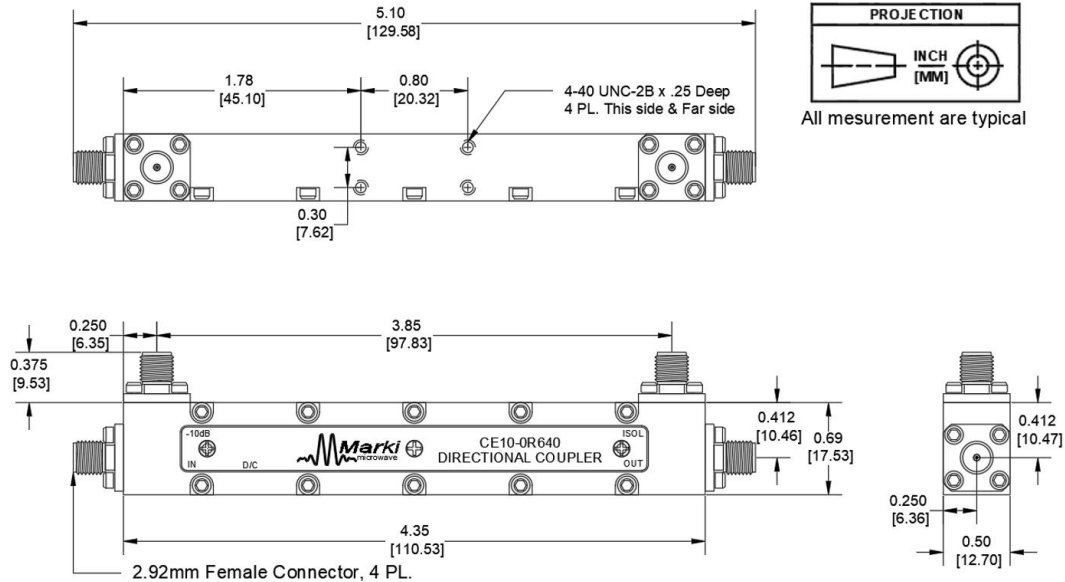 5.10
[129.58]
PROJECTION
INCH
[MM]
All mesurement are typical
1.78
[45.10]
0.80
[20.32]
4-40 UNC-2B x .25 Deep
4 PL. This side & Far side
0.30
[7.62]
0.250
[6.35]
3.85
[97.83]
0.375
[9.53]
-10dB
IN
D/C
Marki
microwave
CE10-0R640
DIRECTIONAL COUPLER
ISOL
OUT
0.412
[10.46]
0.69
[17.53]
0.412
[10.47]
0.250
[6.36]
0.50
[12.70]
4.35
[110.53]
2.92mm Female Connector, 4 PL.